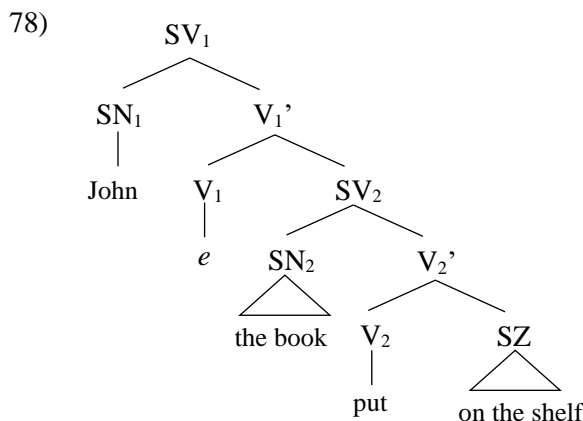 78)
SV₁
SN₁ V₁’
John V₁ SV₂
e SN₂ V₂’
the book V₂ SZ
put on the shelf